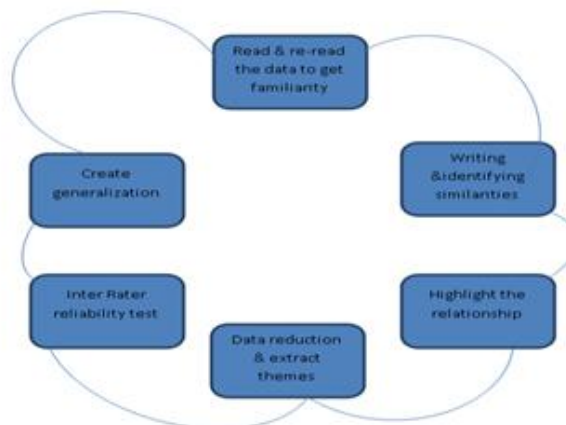 Read & re-read
the data to get
familiarity
Writing
&identifying
similarities
Highlight the
relationship
Data reduction
& extract
themes
Inter Rater
reliability test
Create
generalization